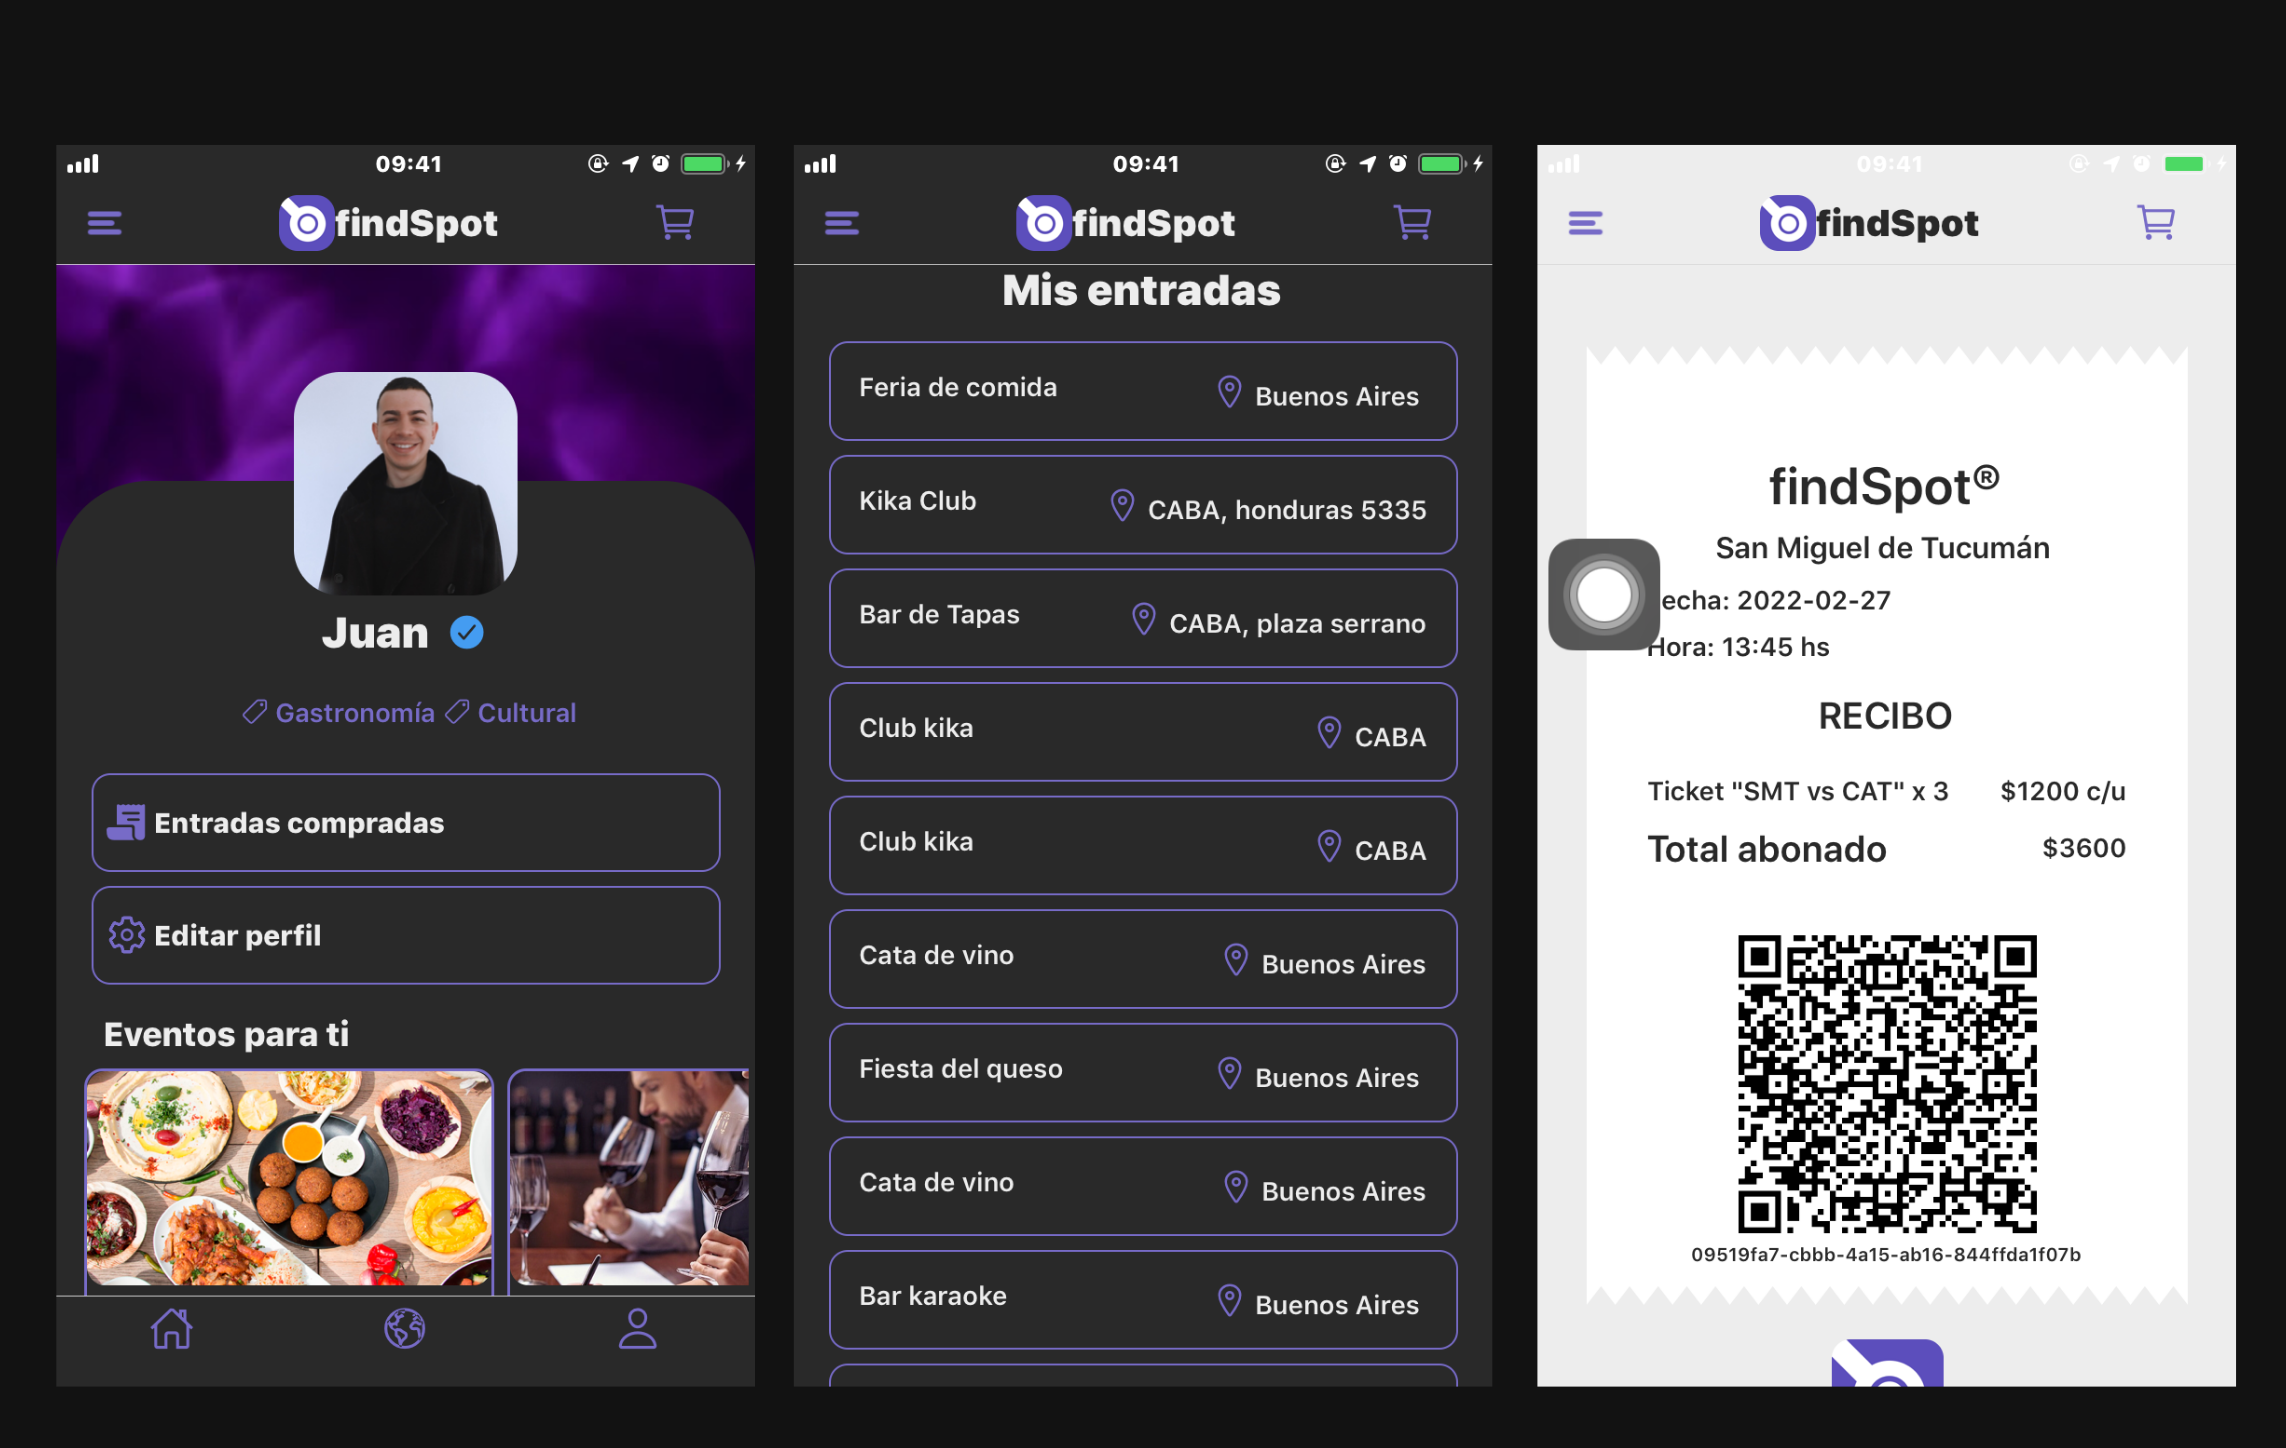 09:41
findSpot
Juan
Gastronomía Cultural
Entradas compradas
Editar perfil
Eventos para ti
09:41
findSpot
Mis entradas
Feria de comida Buenos Aires
Kika Club CABA, honduras 5335
Bar de Tapas CABA, plaza serrano
Club kika CABA
Club kika CABA
Cata de vino Buenos Aires
Fiesta del queso Buenos Aires
Cata de vino Buenos Aires
Bar karaoke Buenos Aires
09:41
findSpot
findSpot®
San Miguel de Tucumán
echa: 2022-02-27
Hora: 13:45 hs
RECIBO
Ticket "SMT vs CAT" x 3 $1200 c/u
Total abonado $3600
09519fa7-cbbb-4a15-ab16-844ffda1f07b